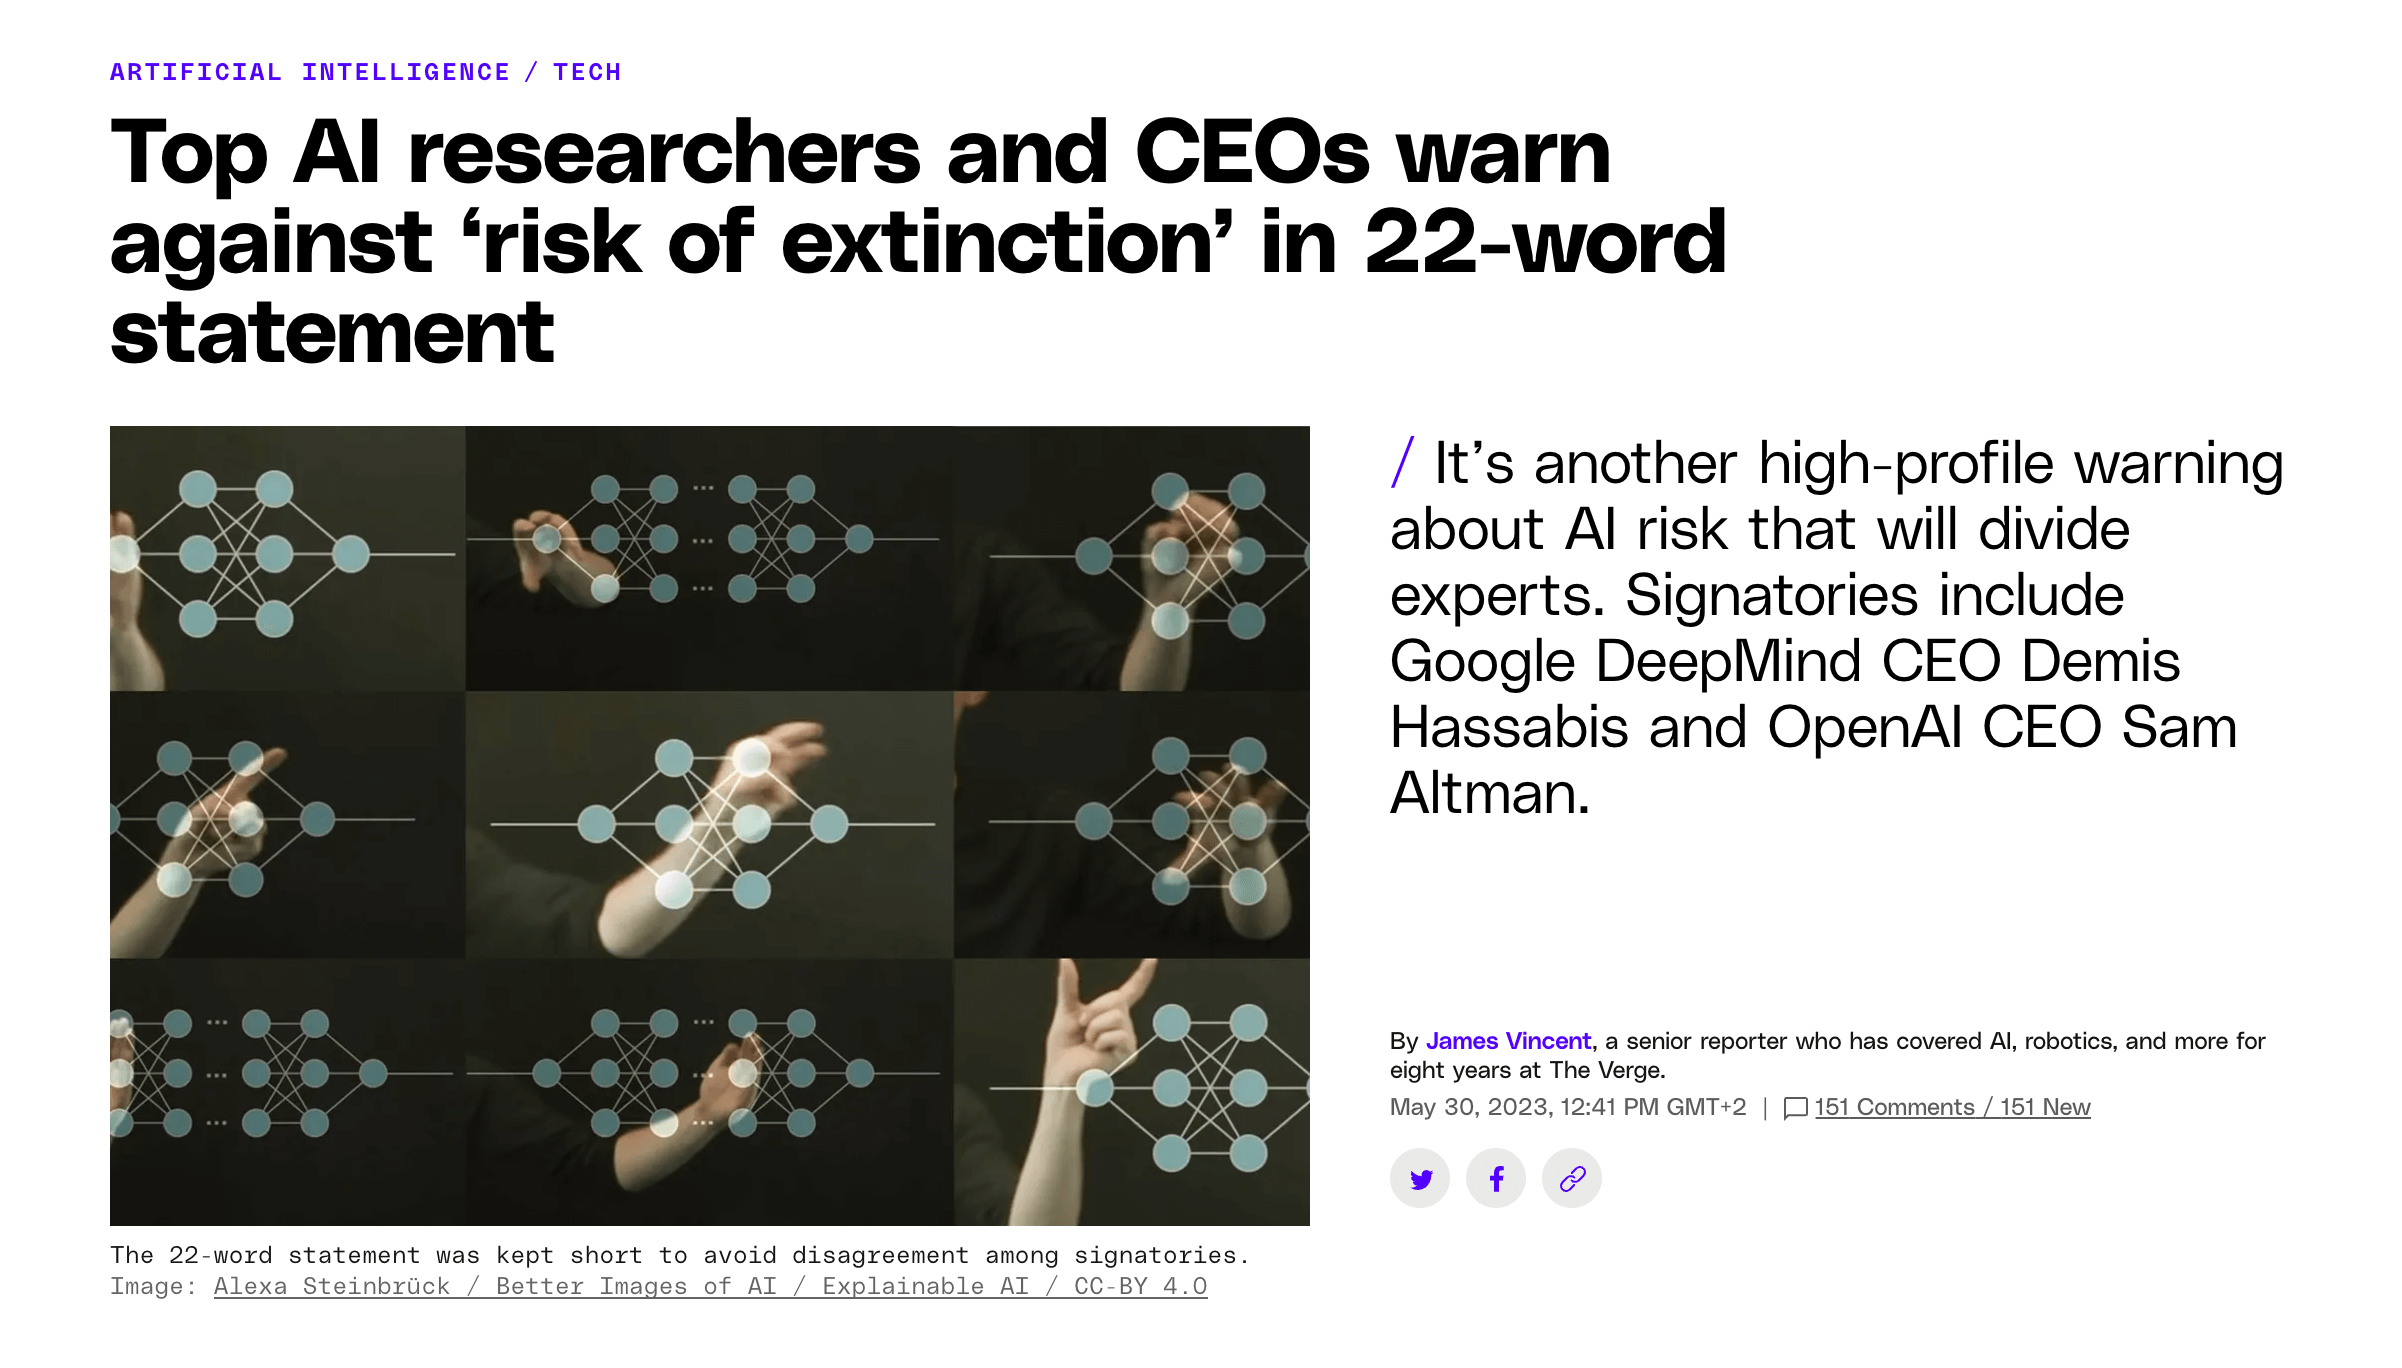 ARTIFICIAL INTELLIGENCE / TECH
Top AI researchers and CEOs warn
against ‘risk of extinction’ in 22-word
statement
/ It’s another high-profile warning
about AI risk that will divide
experts. Signatories include
Google DeepMind CEO Demis
Hassabis and OpenAI CEO Sam
Altman.
By James Vincent, a senior reporter who has covered AI, robotics, and more for
eight years at The Verge.
May 30, 2023, 12:41 PM GMT+2 | 151 Comments / 151 New
The 22-word statement was kept short to avoid disagreement among signatories.
Image: Alexa Steinbrück / Better Images of AI / Explainable AI / CC-BY 4.0